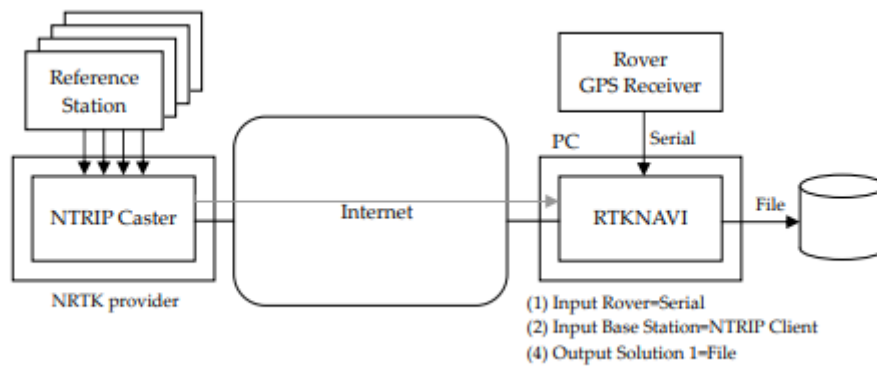 Reference
Station
Rover
GPS Receiver
PC
Serial
NTRIP Caster
Internet
RTKNAVI
File
NRTK provider
(1) Input Rover=Serial
(2) Input Base Station=NTRIP Client
(4) Output Solution 1=File